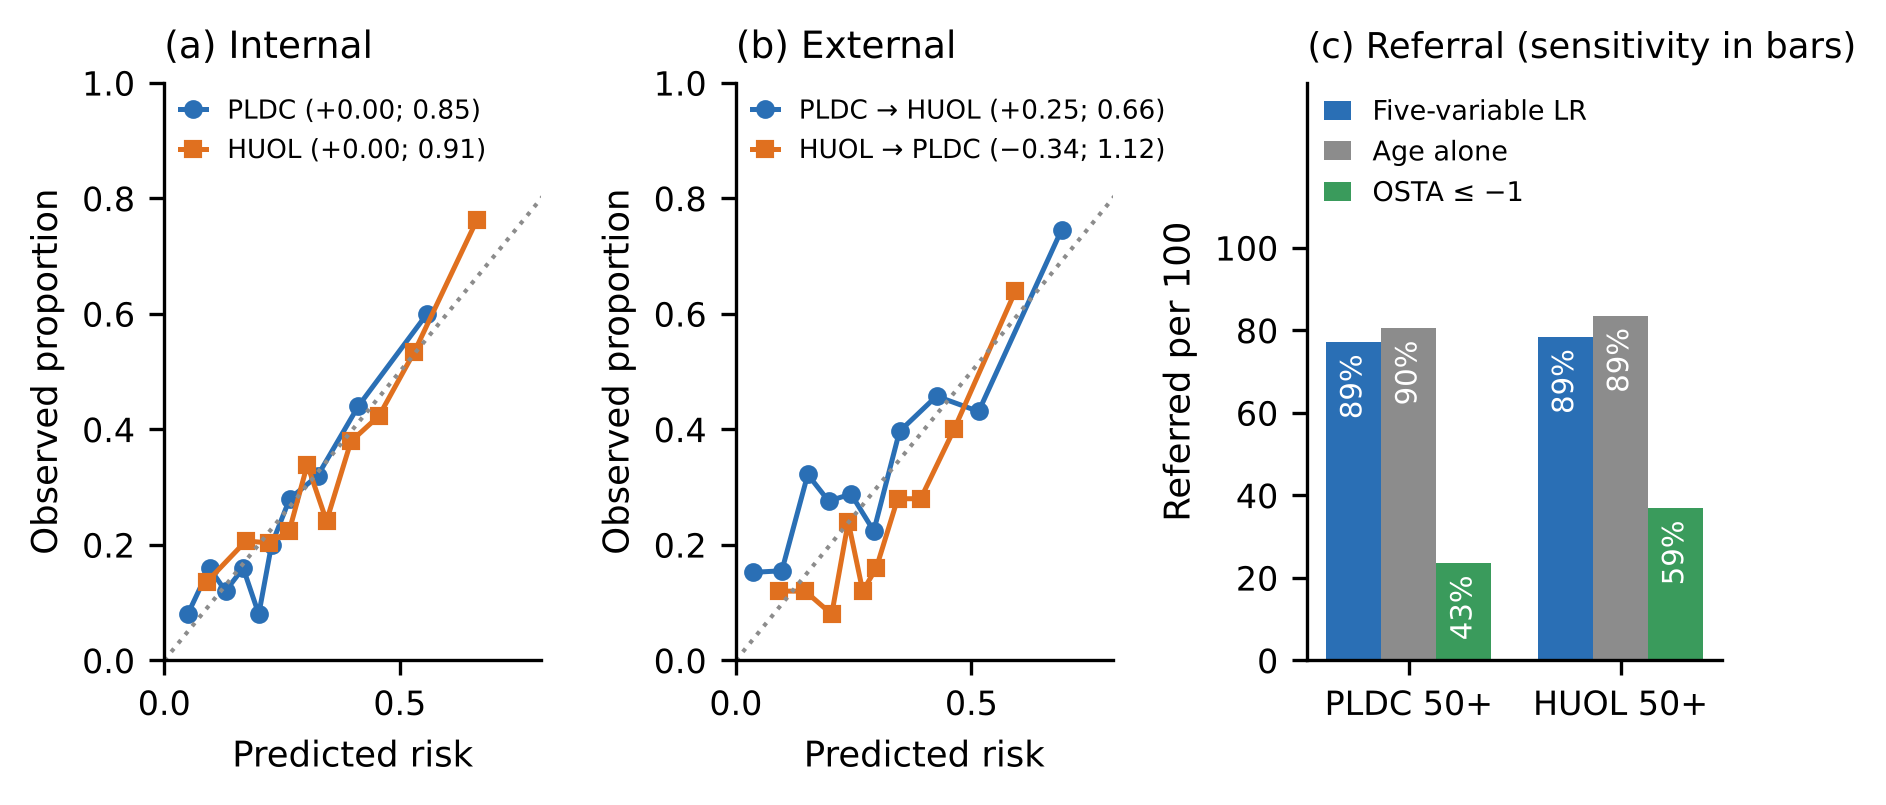 (a) Internal
PLDC (+0.00; 0.85)
HUOL (+0.00; 0.91)
Observed proportion
1.0
0.8
0.6
0.4
0.2
0.0
0.0
0.5
Predicted risk
(b) External
PLDC → HUOL (+0.25; 0.66)
HUOL → PLDC (−0.34; 1.12)
Observed proportion
1.0
0.8
0.6
0.4
0.2
0.0
0.0
0.5
Predicted risk
(c) Referral (sensitivity in bars)
Five-variable LR
Age alone
OSTA ≤ −1
Referred per 100
100
80
60
40
20
0
89%
90%
43%
89%
89%
59%
PLDC 50+
HUOL 50+